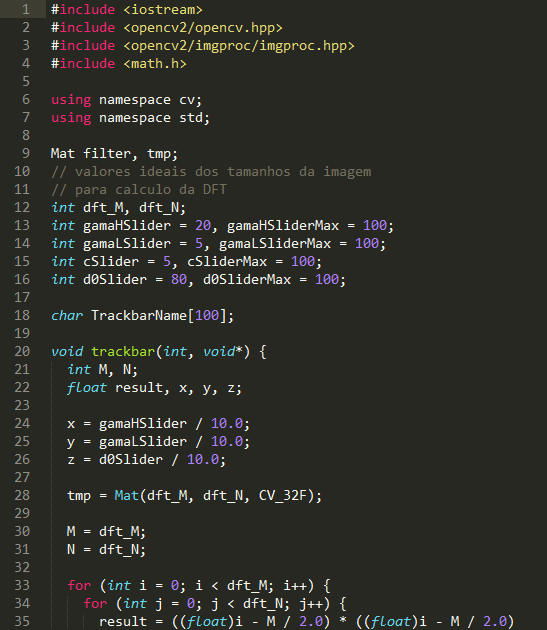 1 #include <iostream>
2 #include <opencv2/opencv.hpp>
3 #include <opencv2/imgproc/imgproc.hpp>
4 #include <math.h>
5
6 using namespace cv;
7 using namespace std;
8
9 Mat filter, tmp;
10 // valores ideais dos tamanhos da imagem
11 // para calculo da DFT
12 int dft_M, dft_N;
13 int gamaHSlider = 20, gamaHSliderMax = 100;
14 int gamaLSlider = 5, gamaLSliderMax = 100;
15 int cSlider = 5, cSliderMax = 100;
16 int d0Slider = 80, d0SliderMax = 100;
17
18 char TrackbarName[100];
19
20 void trackbar(int, void*) {
21   int M, N;
22   float result, x, y, z;
23
24   x = gamaHSlider / 10.0;
25   y = gamaLSlider / 10.0;
26   z = d0Slider / 10.0;
27
28   tmp = Mat(dft_M, dft_N, CV_32F);
29
30   M = dft_M;
31   N = dft_N;
32
33   for (int i = 0; i < dft_M; i++) {
34     for (int j = 0; j < dft_N; j++) {
35       result = ((float)i - M / 2.0) * ((float)i - M / 2.0)